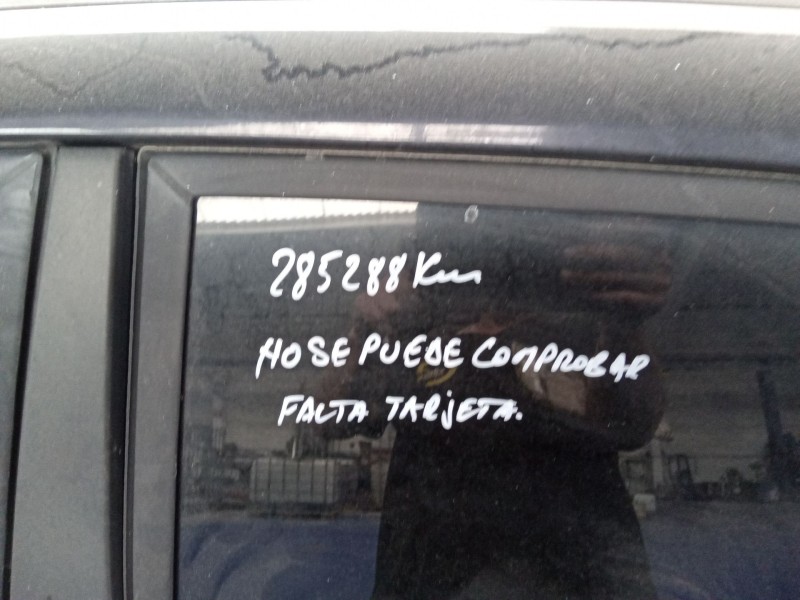 285288 Km
NO SE PUEDE COMPROBAR
FALTA TARJETA.